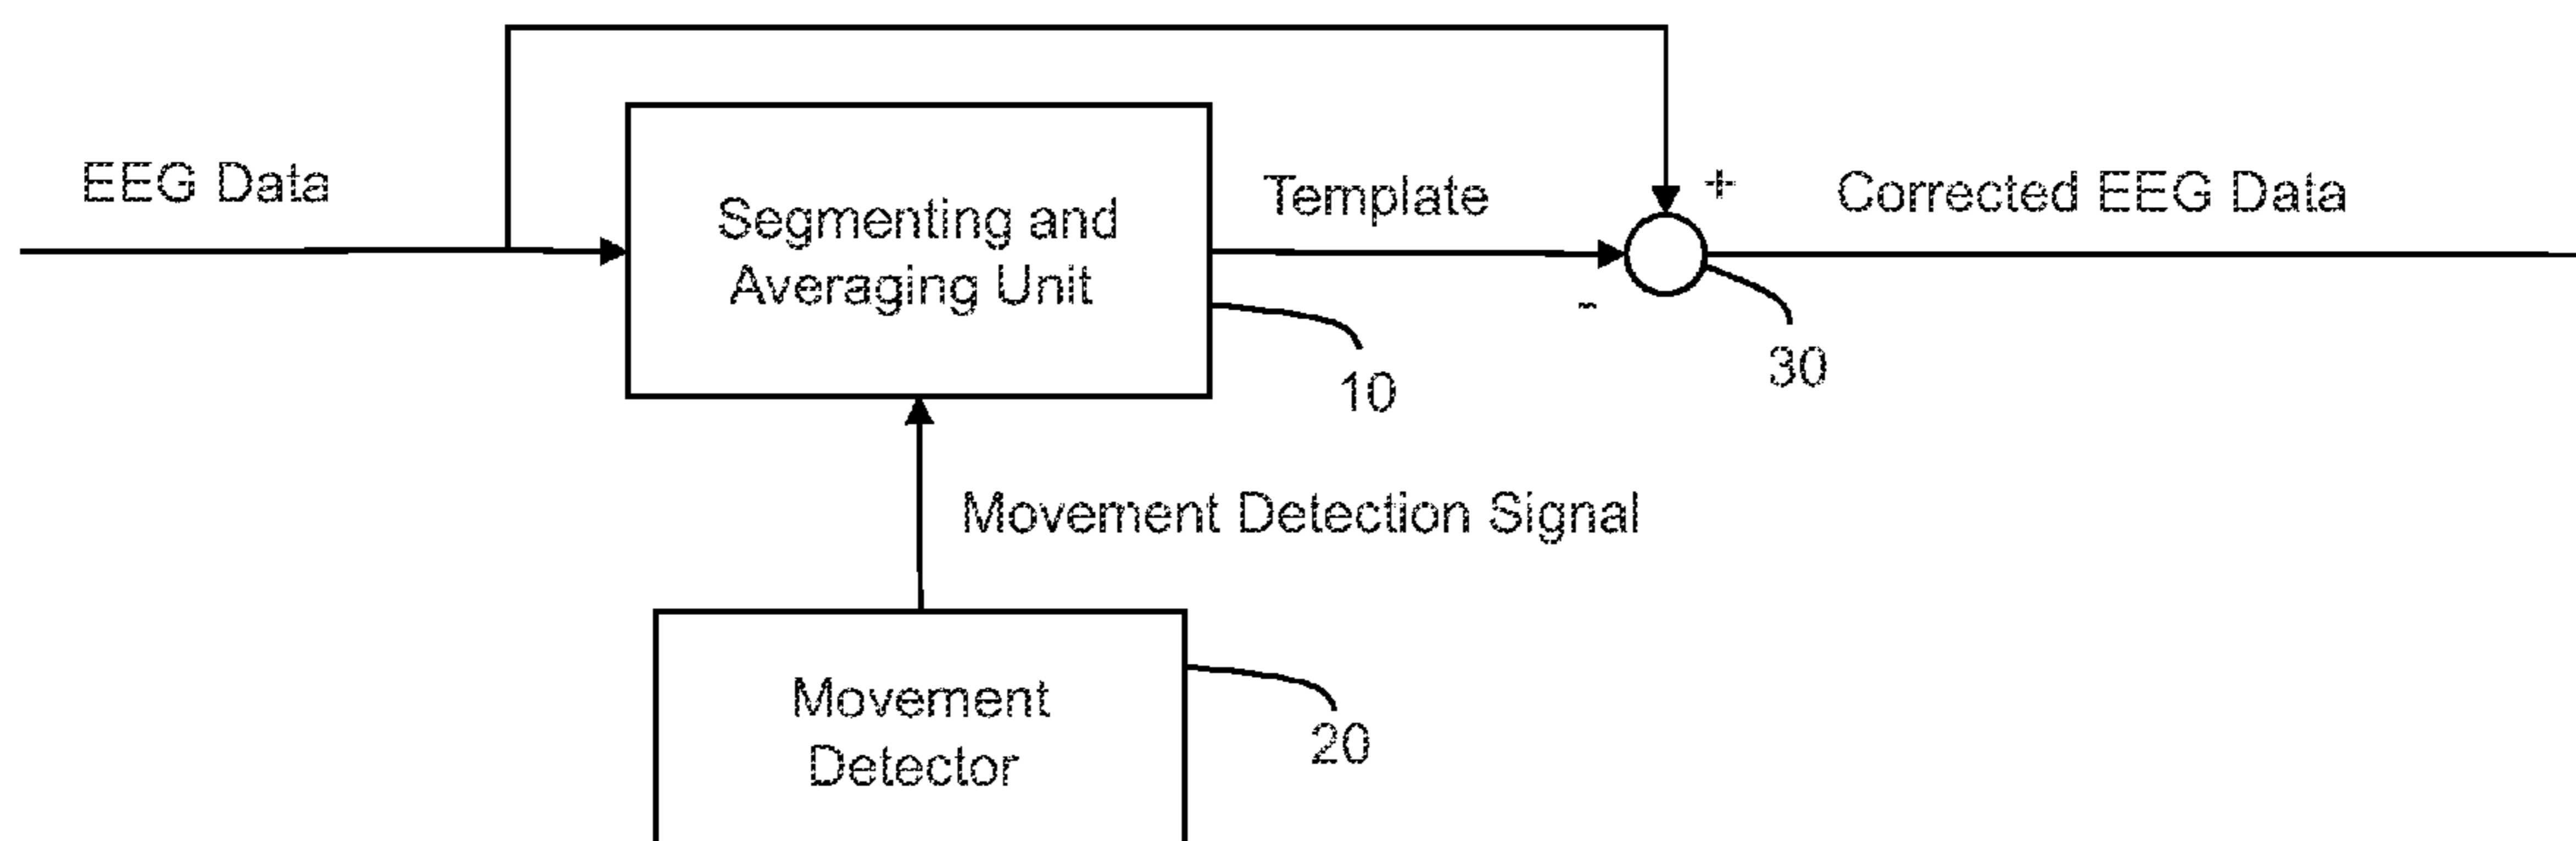 EEG Data
Segmenting and
Averaging Unit
Template
+
-
Corrected EEG Data
10
30
Movement Detection Signal
Movement
Detector
20